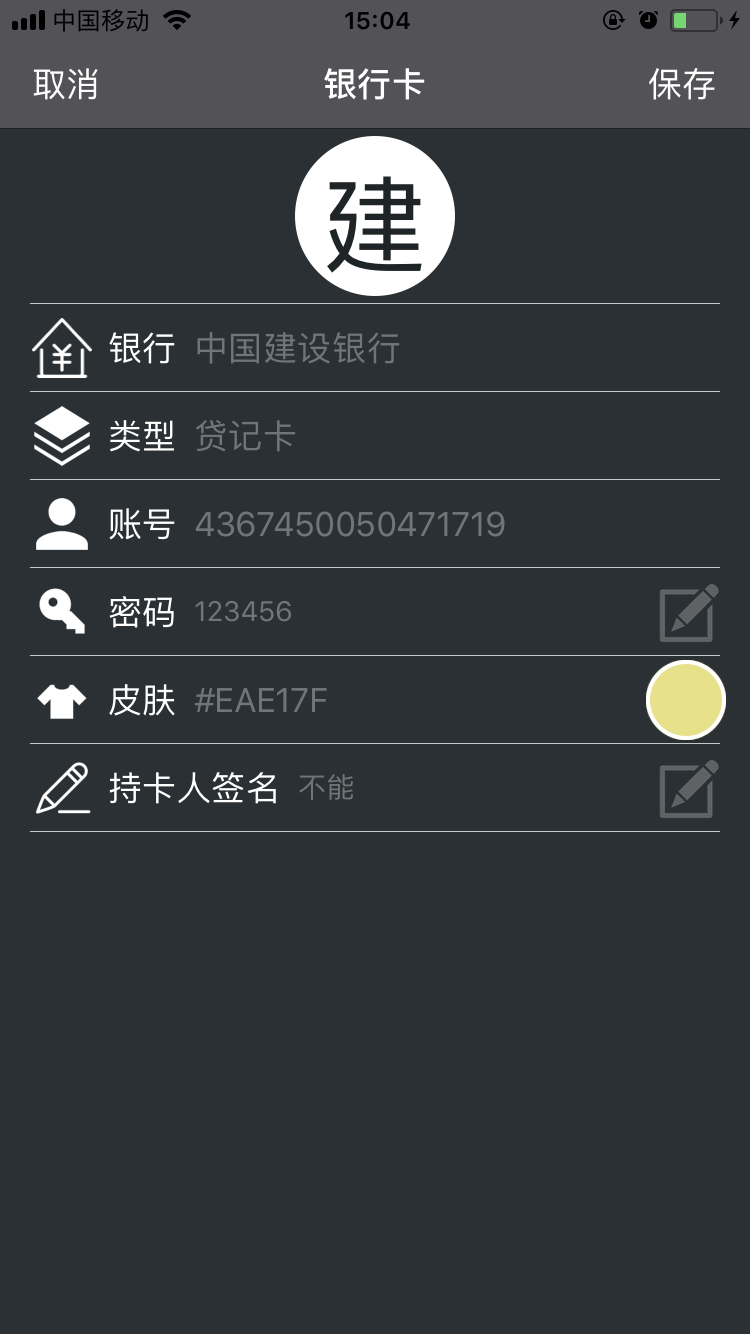 中国移动 15:04
取消 银行卡 保存
建
银行 中国建设银行
类型 贷记卡
账号 4367450050471719
密码 123456
皮肤 #EAE17F
持卡人签名 不能